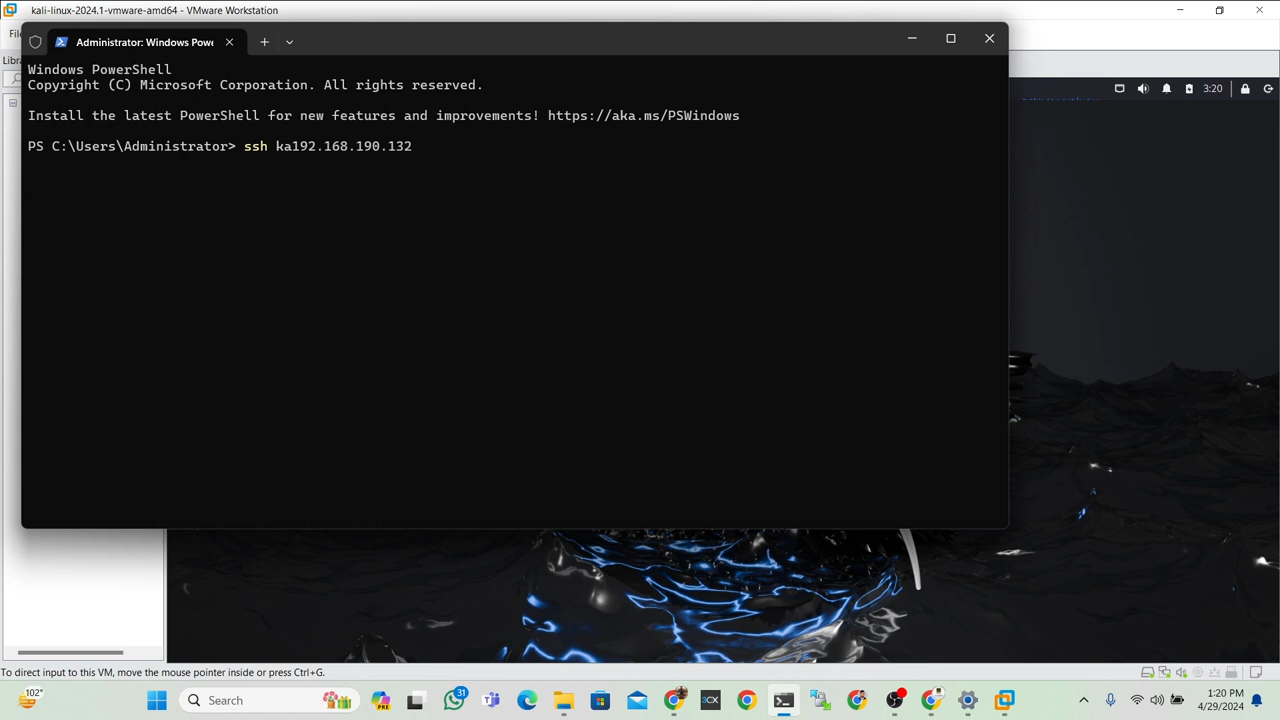 kali-linux-2024.1-vmware-amd64 - VMware Workstation
Administrator: Windows Powe
Windows PowerShell
Copyright (C) Microsoft Corporation. All rights reserved.
3:20
Install the latest PowerShell for new features and improvements! https://aka.ms/PSWindows
PS C:\Users\Administrator> ssh ka192.168.190.132
To direct input to this VM, move the mouse pointer inside or press Ctrl+G.
102°
Search
PRE
31
3CX
1:20 PM
4/29/2024